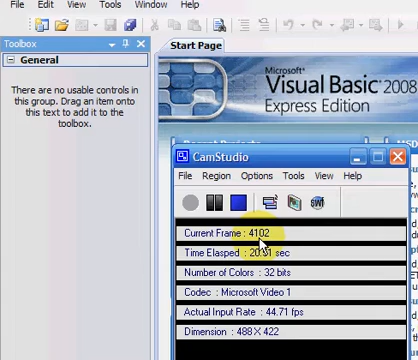 File Edit View Tools Window Help
Toolbox
Start Page
General
There are no usable controls in
this group. Drag an item onto
this text to add it to the
toolbox.
Microsoft®
Visual Basic 2008
Express Edition
CamStudio
File Region Options Tools View Help
Current Frame : 4102
Time Elasped : 20.91 sec
Number of Colors : 32 bits
Codec : Microsoft Video 1
Actual Input Rate : 44.71 fps
Dimension : 488 X 422